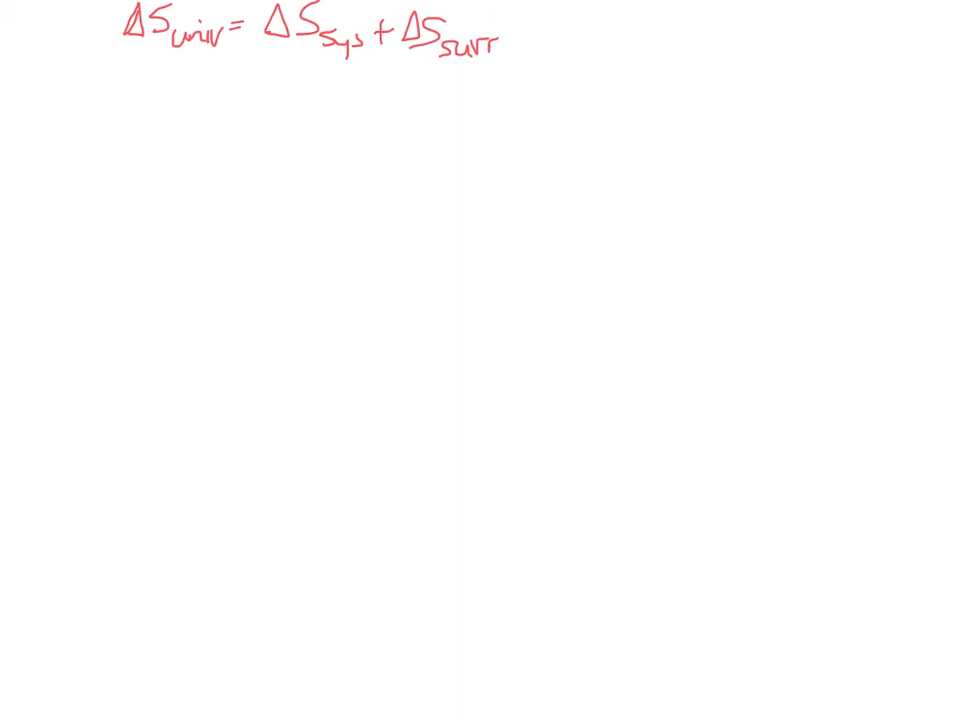 ΔS_univ = ΔS_sys + ΔS_surr